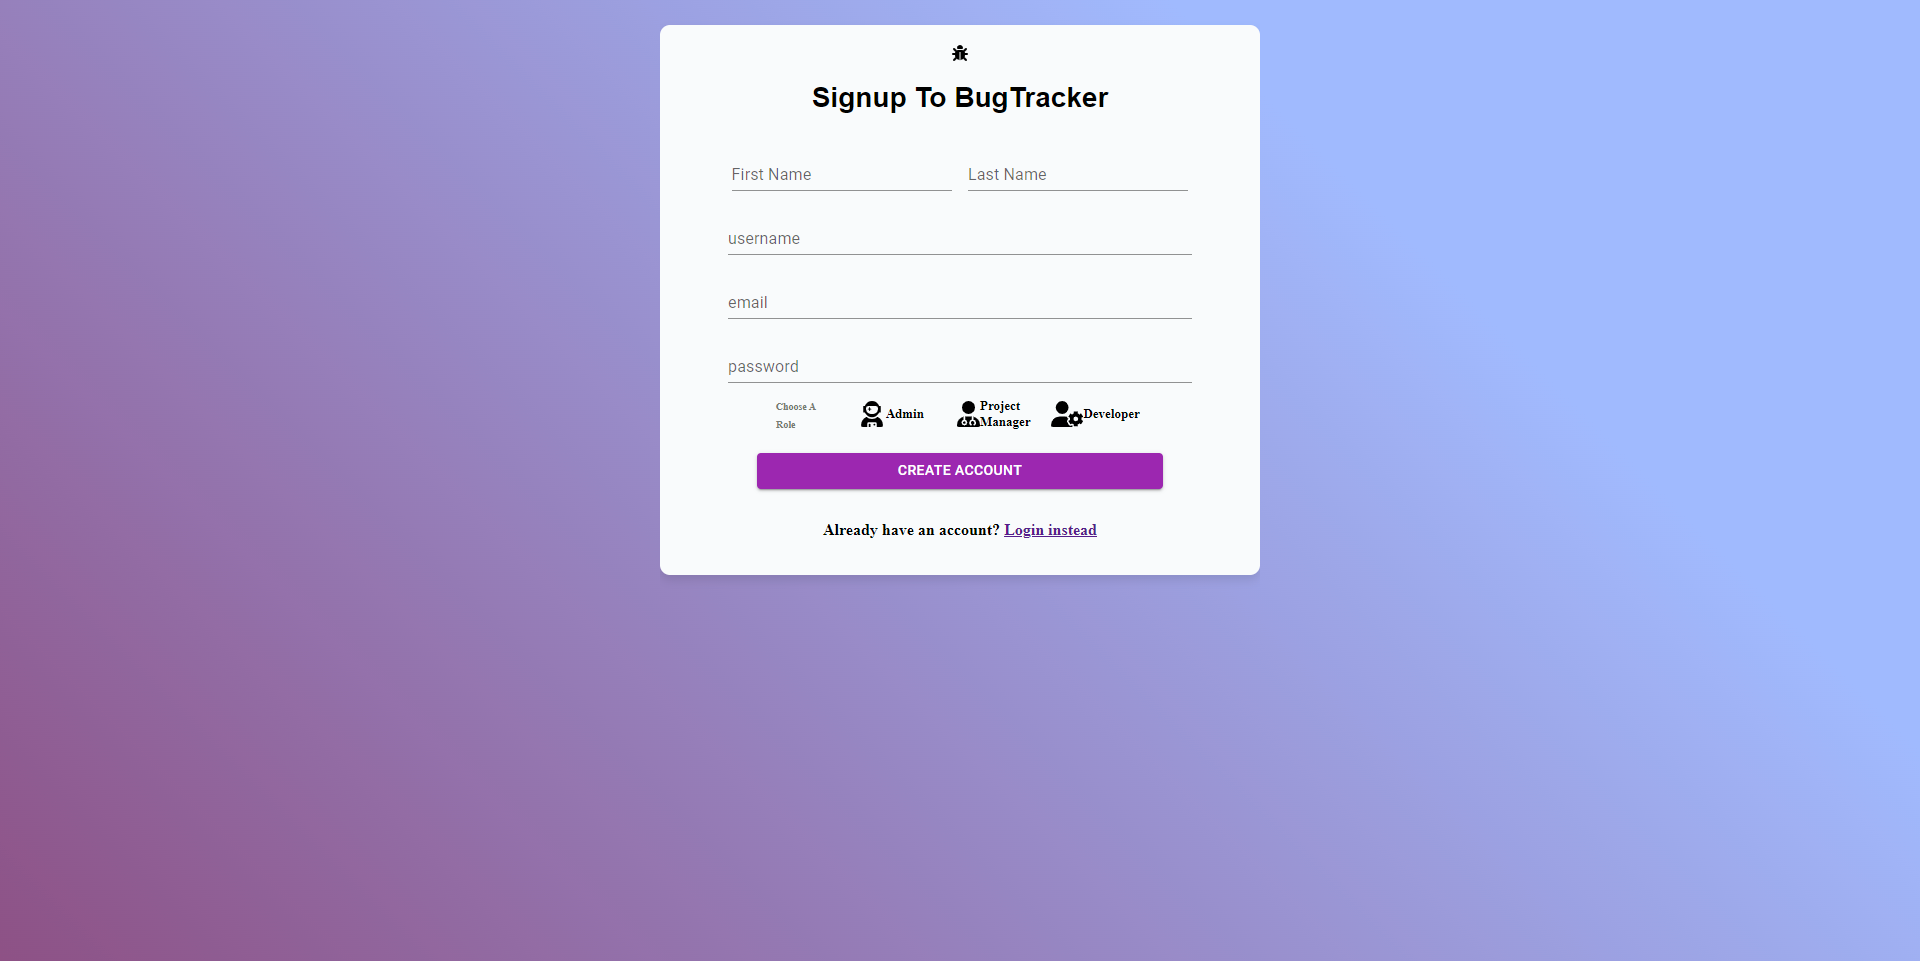 Signup To BugTracker
First Name
Last Name
username
email
password
Choose A
Role
Admin
Project
Manager
Developer
CREATE ACCOUNT
Already have an account? Login instead